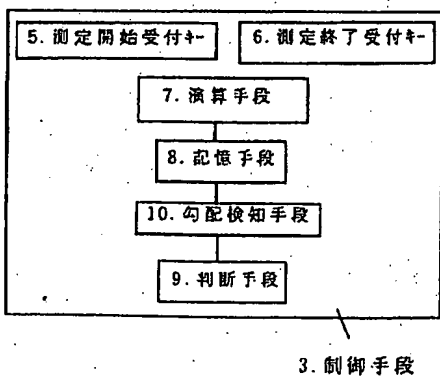 5. 測定開始受付キー
6. 測定終了受付キー
7. 演算手段
8. 記憶手段
10. 勾配検知手段
9. 判断手段
3. 制御手段